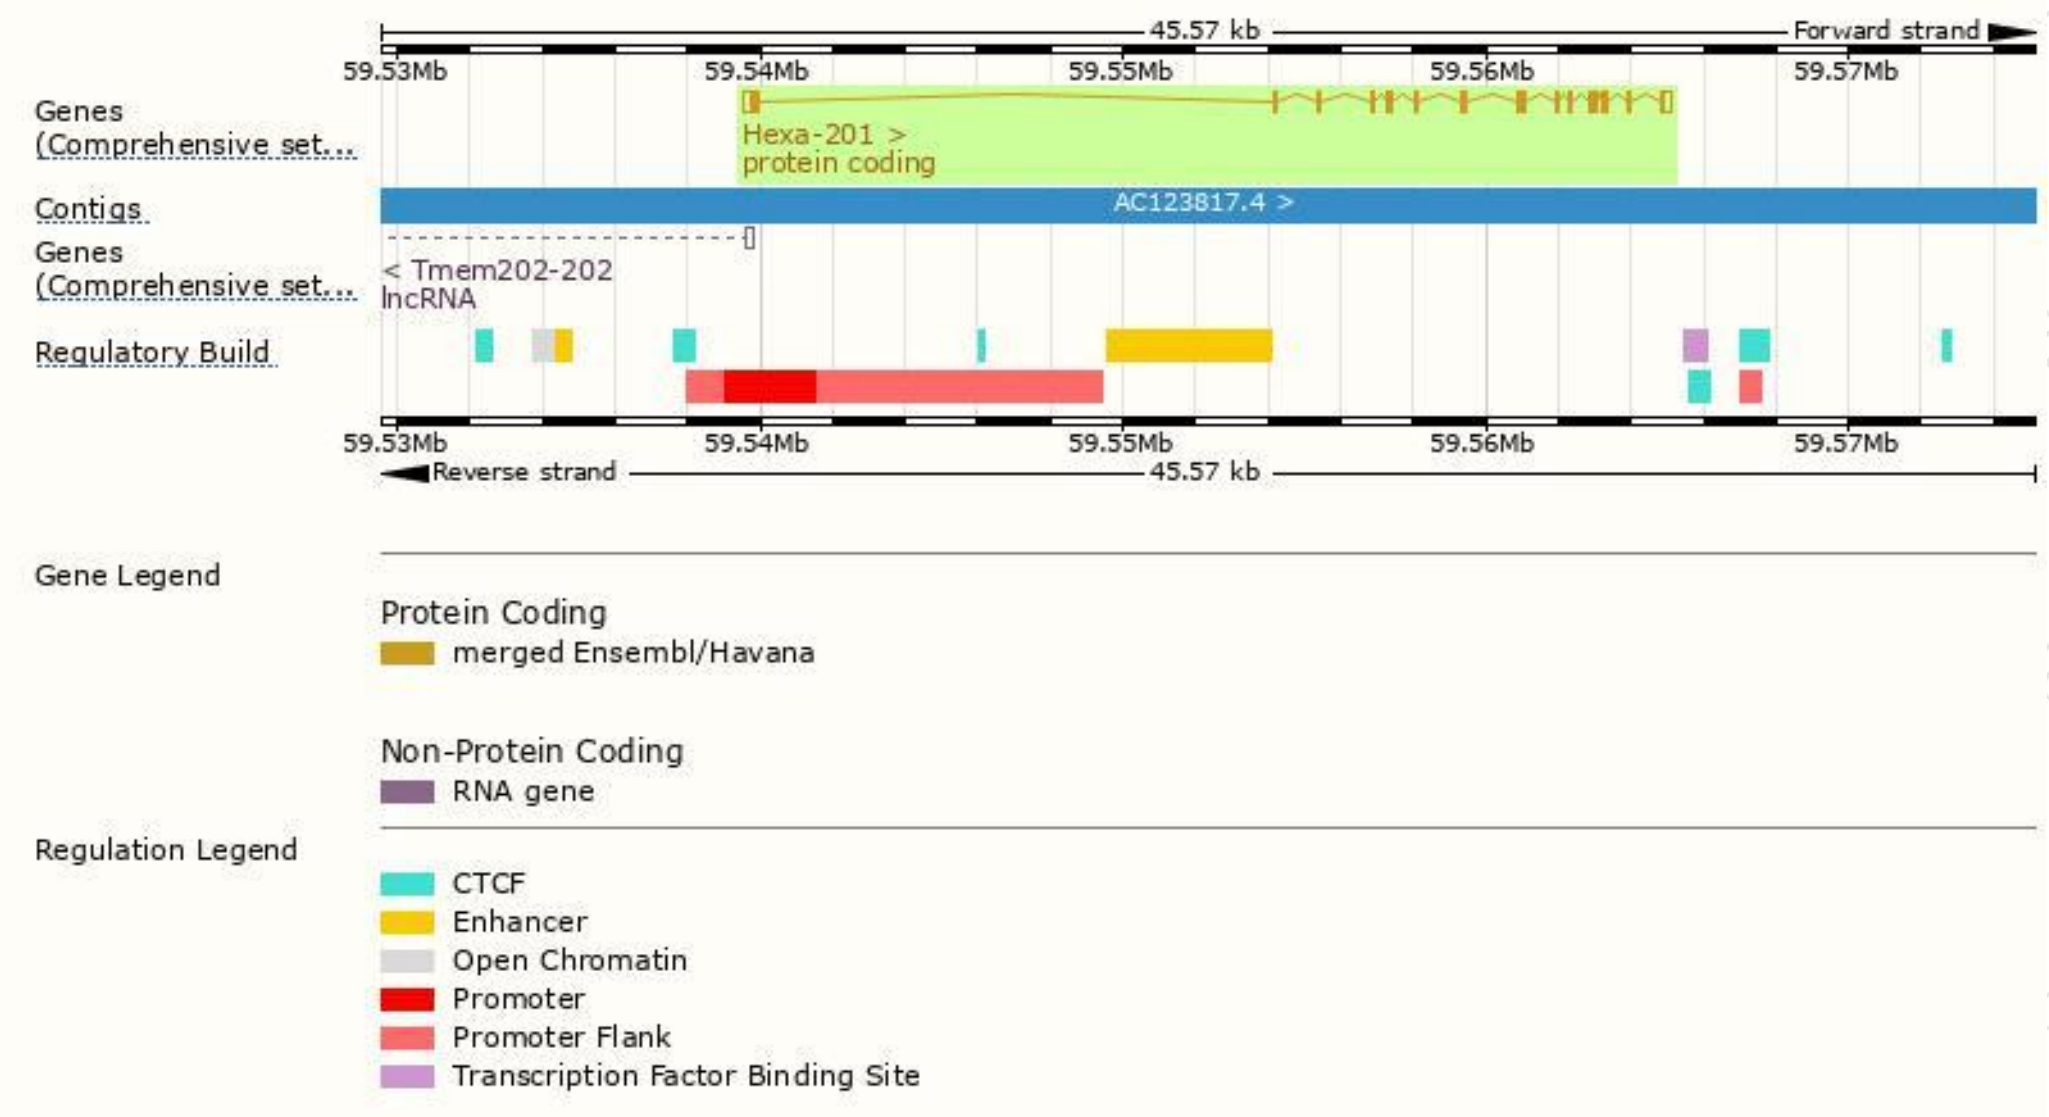 45.57 kb Forward strand
59.53Mb 59.54Mb 59.55Mb 59.56Mb 59.57Mb
Genes
(Comprehensive set...
Hexa-201 >
protein coding
Contigs
AC123817.4 >
Genes
(Comprehensive set...
< Tmem202-202
lncRNA
Regulatory Build
59.53Mb 59.54Mb 59.55Mb 59.56Mb 59.57Mb
Reverse strand 45.57 kb
Gene Legend
Protein Coding
merged Ensembl/Havana
Non-Protein Coding
RNA gene
Regulation Legend
CTCF
Enhancer
Open Chromatin
Promoter
Promoter Flank
Transcription Factor Binding Site